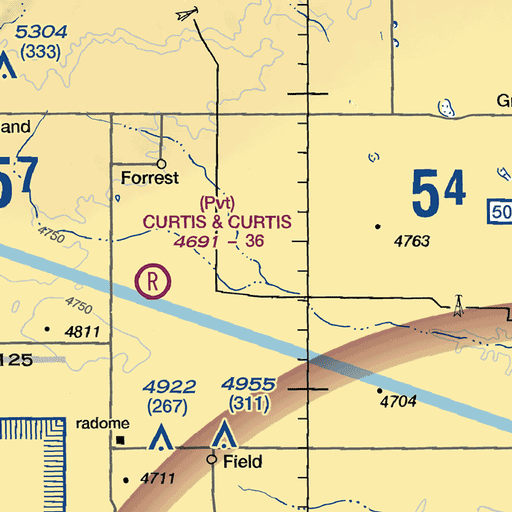 5304
(333)
Gr
and
57
Forrest
54
50
(Pvt)
CURTIS & CURTIS
4691 - 36
4750
4763
R
4750
4811
125
4922
(267)
4955
(311)
4704
radome
Field
4711